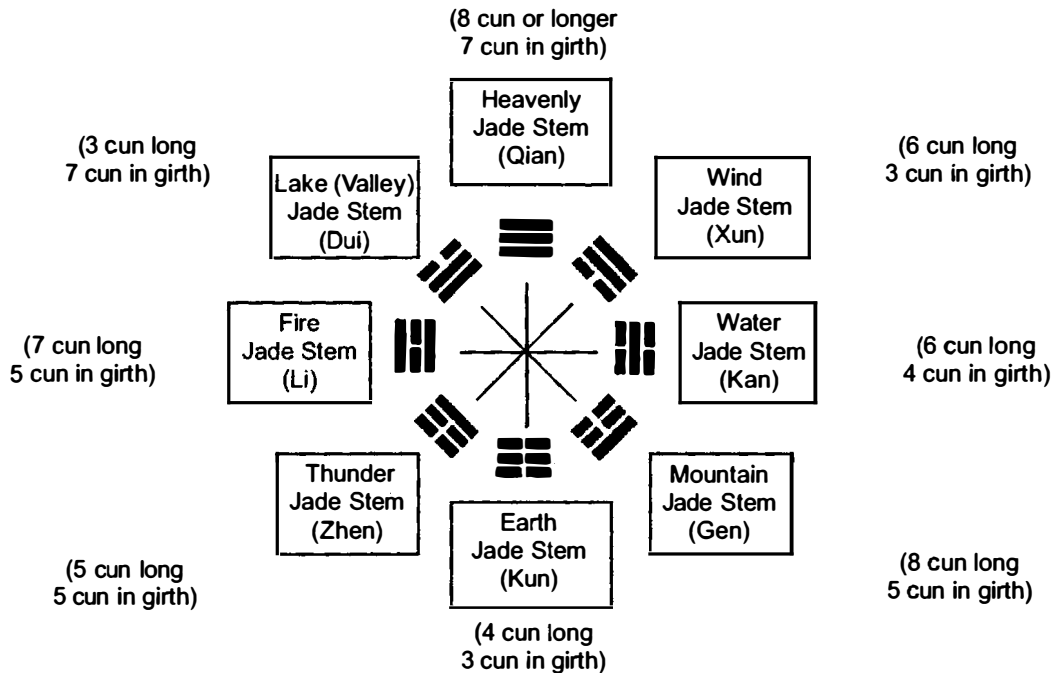 (8 cun or longer
7 cun in girth)
Heavenly
Jade Stem
(Qian)
(3 cun long
7 cun in girth)
Lake (Valley)
Jade Stem
(Dui)
Wind
Jade Stem
(Xun)
(6 cun long
3 cun in girth)
(7 cun long
5 cun in girth)
Fire
Jade Stem
(Li)
Water
Jade Stem
(Kan)
(6 cun long
4 cun in girth)
Thunder
Jade Stem
(Zhen)
Earth
Jade Stem
(Kun)
Mountain
Jade Stem
(Gen)
(5 cun long
5 cun in girth)
(4 cun long
3 cun in girth)
(8 cun long
5 cun in girth)